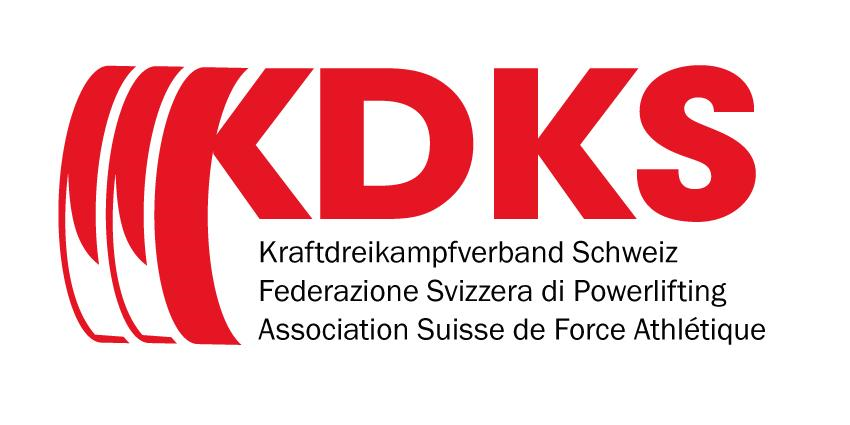 KDKS
Kraftdreikampfverband Schweiz
Federazione Svizzera di Powerlifting
Association Suisse de Force Athlétique